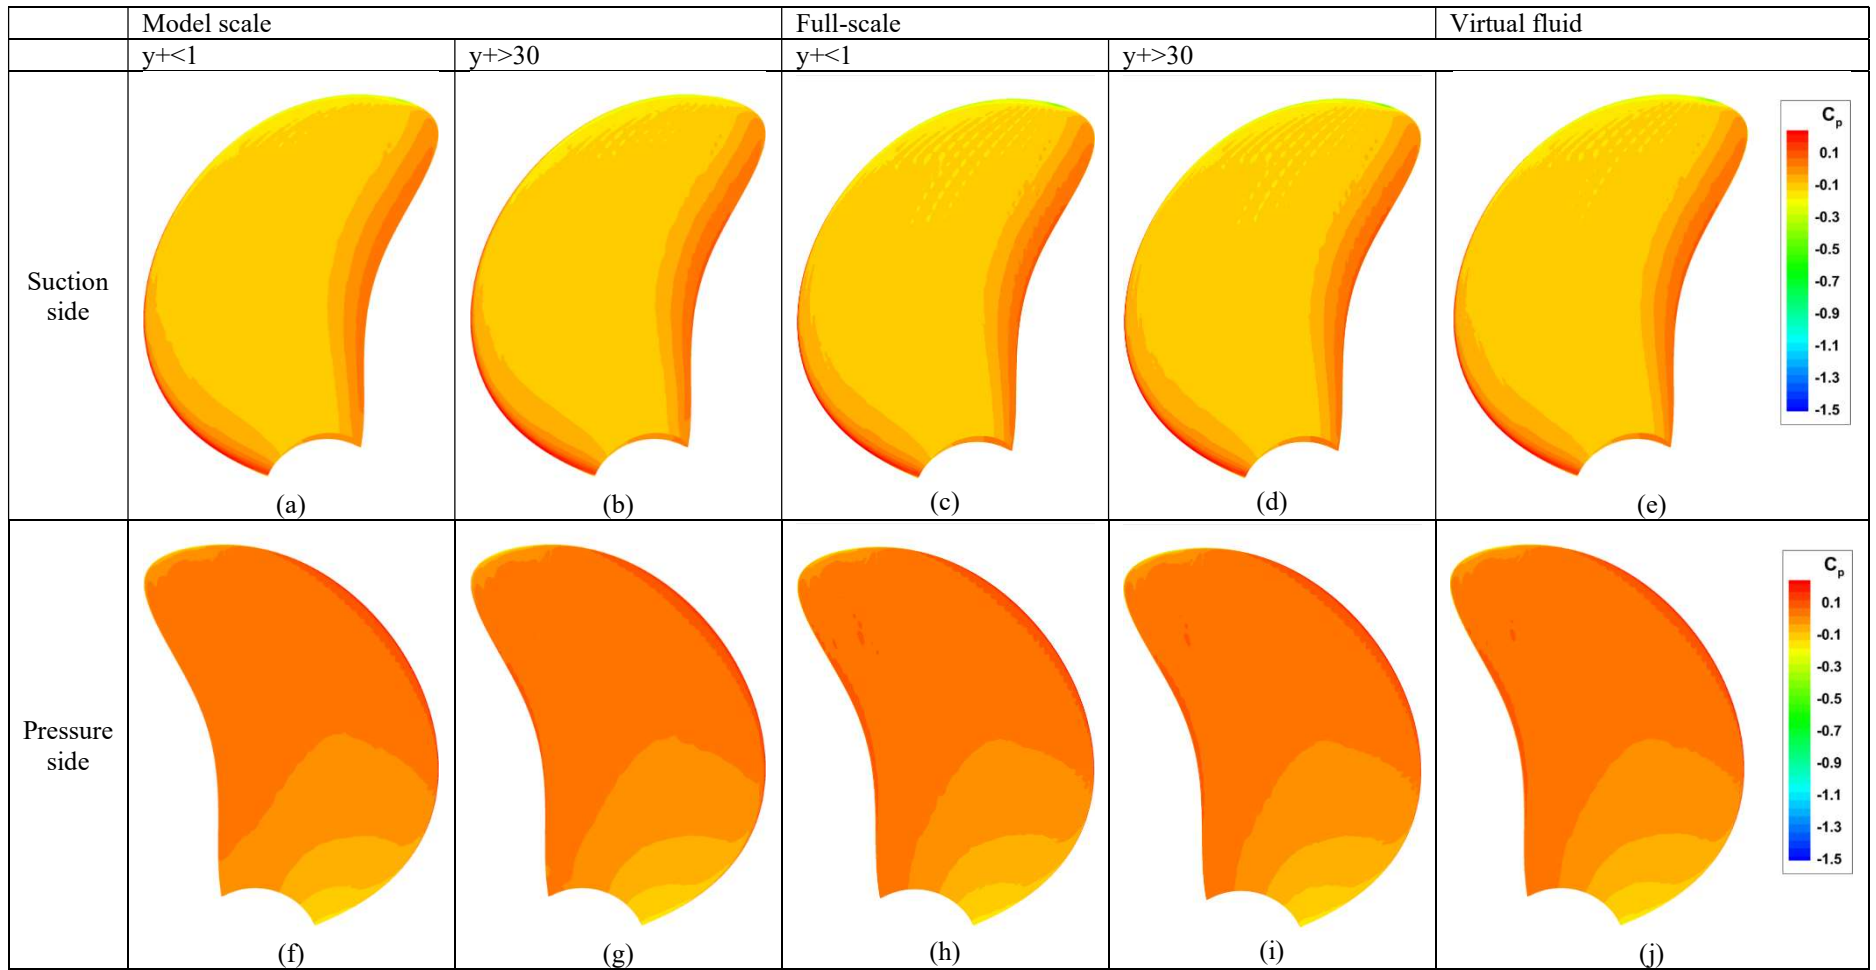 Model scale Full-scale Virtual fluid
y+<1 y+>30 y+<1 y+>30
Suction
side
C_p
0.1
-0.1
-0.3
-0.5
-0.7
-0.9
-1.1
-1.3
-1.5
(a) (b) (c) (d) (e)
Pressure
side
C_p
0.1
-0.1
-0.3
-0.5
-0.7
-0.9
-1.1
-1.3
-1.5
(f) (g) (h) (i) (j)